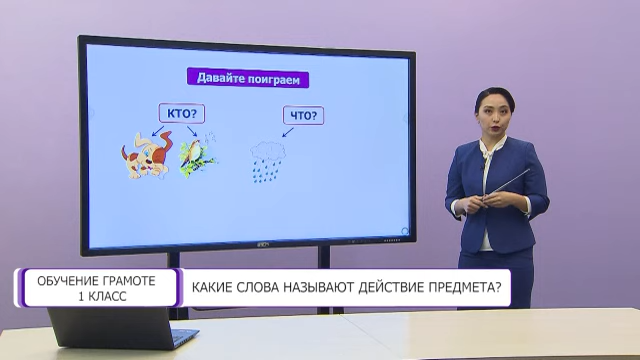 Давайте поиграем
КТО?
ЧТО?
ОБУЧЕНИЕ ГРАМОТЕ
1 КЛАСС
КАКИЕ СЛОВА НАЗЫВАЮТ ДЕЙСТВИЕ ПРЕДМЕТА?